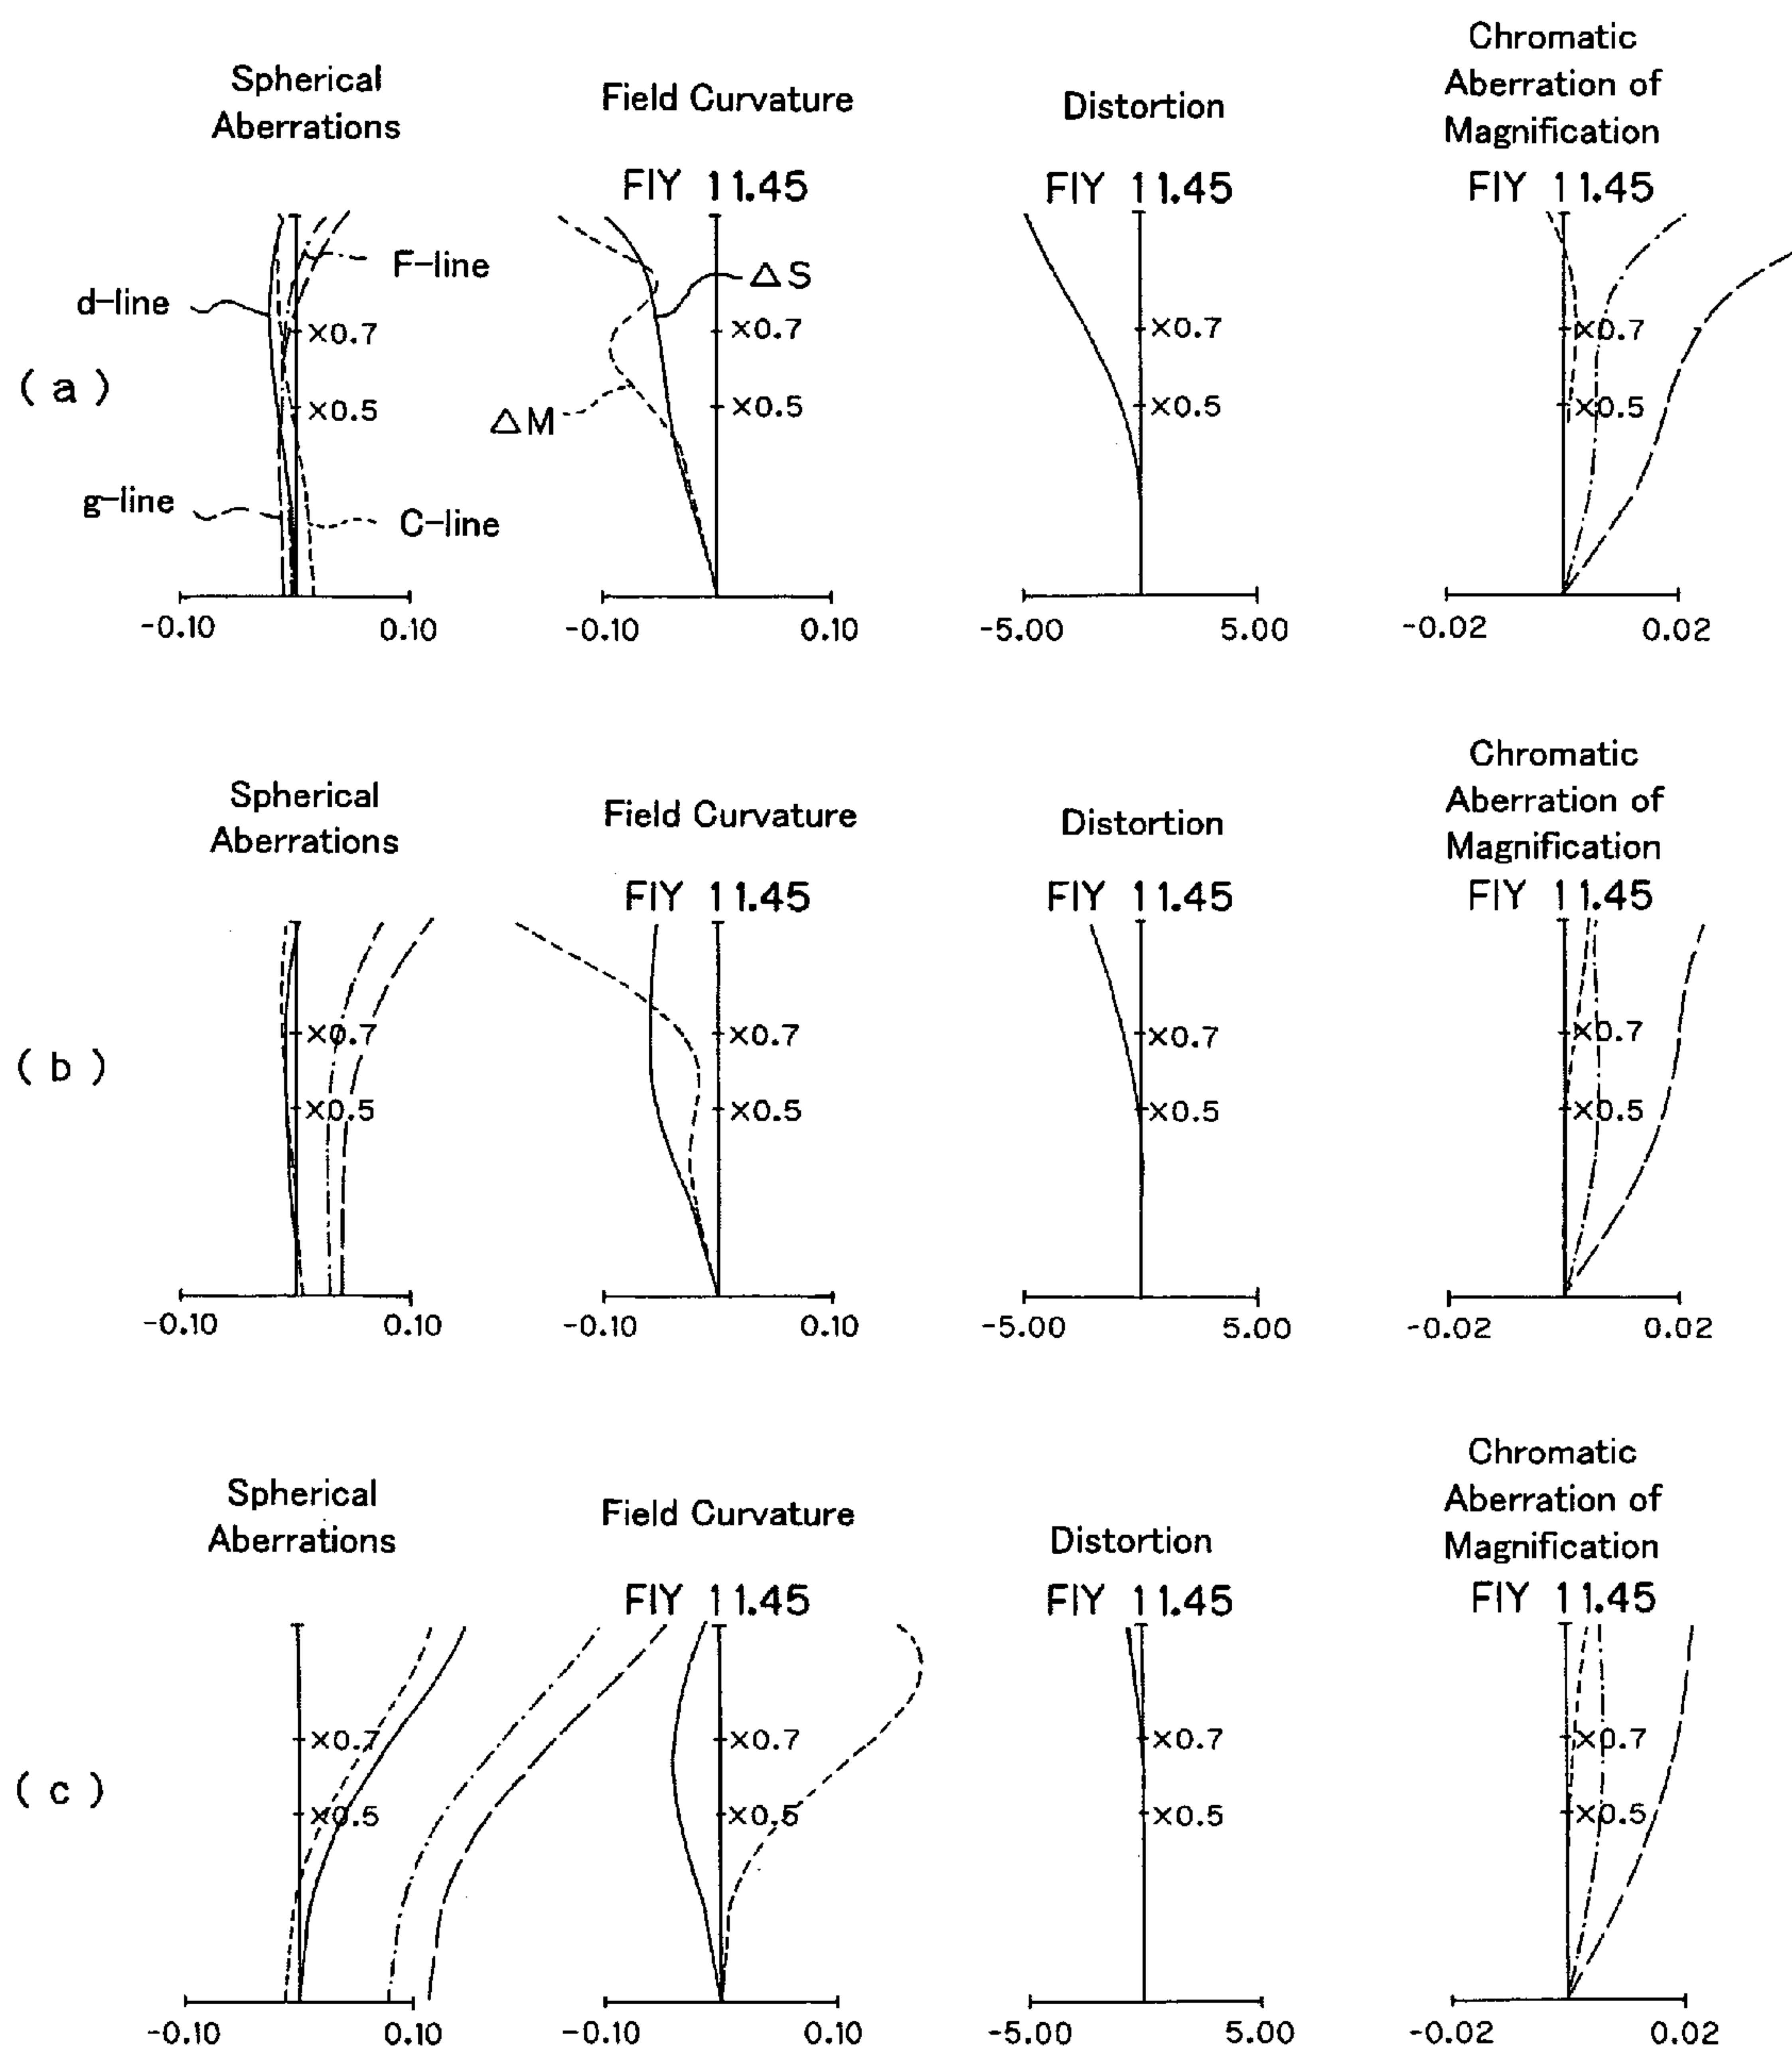 Spherical
Aberrations
Field Curvature
FIY 11.45
Distortion
FIY 11.45
Chromatic
Aberration of
Magnification
FIY 11.45
(a)
d-line
F-line
g-line
C-line
×0.7
×0.5
-0.10 0.10
ΔS
ΔM
×0.7
×0.5
-0.10 0.10
×0.7
×0.5
-5.00 5.00
×0.7
×0.5
-0.02 0.02
Spherical
Aberrations
Field Curvature
FIY 11.45
Distortion
FIY 11.45
Chromatic
Aberration of
Magnification
FIY 11.45
(b)
×0.7
×0.5
-0.10 0.10
×0.7
×0.5
-0.10 0.10
×0.7
×0.5
-5.00 5.00
×0.7
×0.5
-0.02 0.02
Spherical
Aberrations
Field Curvature
FIY 11.45
Distortion
FIY 11.45
Chromatic
Aberration of
Magnification
FIY 11.45
(c)
×0.7
×0.5
-0.10 0.10
×0.7
×0.5
-0.10 0.10
×0.7
×0.5
-5.00 5.00
×0.7
×0.5
-0.02 0.02